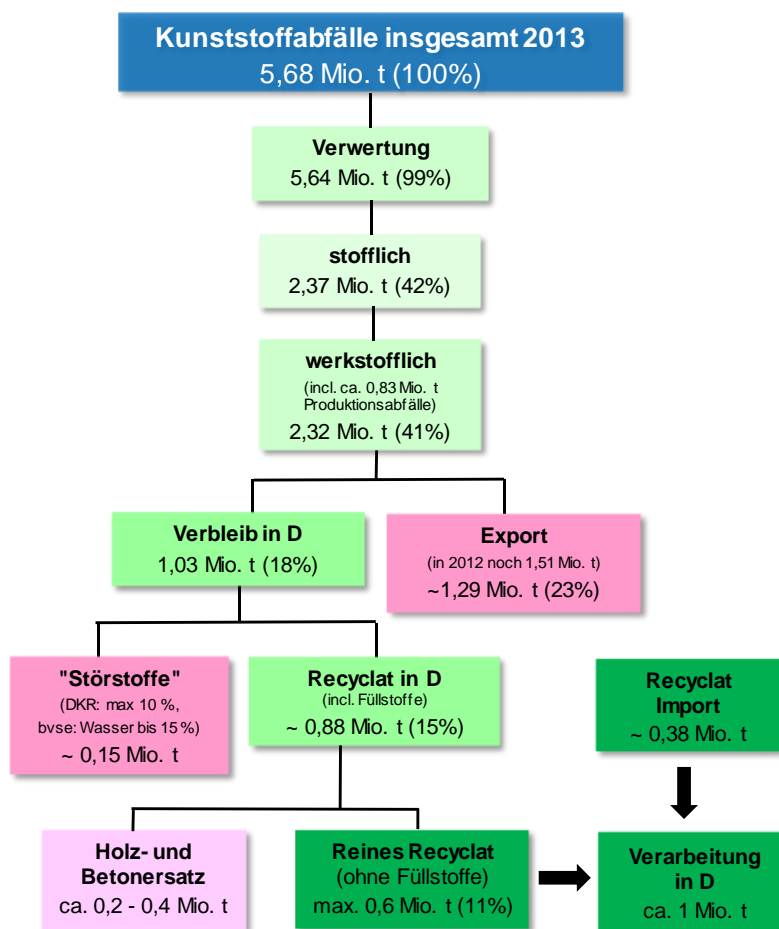 Kunststoffabfälle insgesamt 2013
5,68 Mio. t (100%)
Verwertung
5,64 Mio. t (99%)
stofflich
2,37 Mio. t (42%)
werkstofflich
(incl. ca. 0,83 Mio. t
Produktionsabfälle)
2,32 Mio. t (41%)
Verbleib in D
1,03 Mio. t (18%)
Export
(in 2012 noch 1,51 Mio. t)
~1,29 Mio. t (23%)
"Störstoffe"
(DKR: max 10 %,
bvse: Wasser bis 15 %)
~ 0,15 Mio. t
Recyclat in D
(incl. Füllstoffe)
~ 0,88 Mio. t (15%)
Recyclat
Import
~ 0,38 Mio. t
Holz- und
Betonersatz
ca. 0,2 - 0,4 Mio. t
Reines Recyclat
(ohne Füllstoffe)
max. 0,6 Mio. t (11%)
Verarbeitung
in D
ca. 1 Mio. t